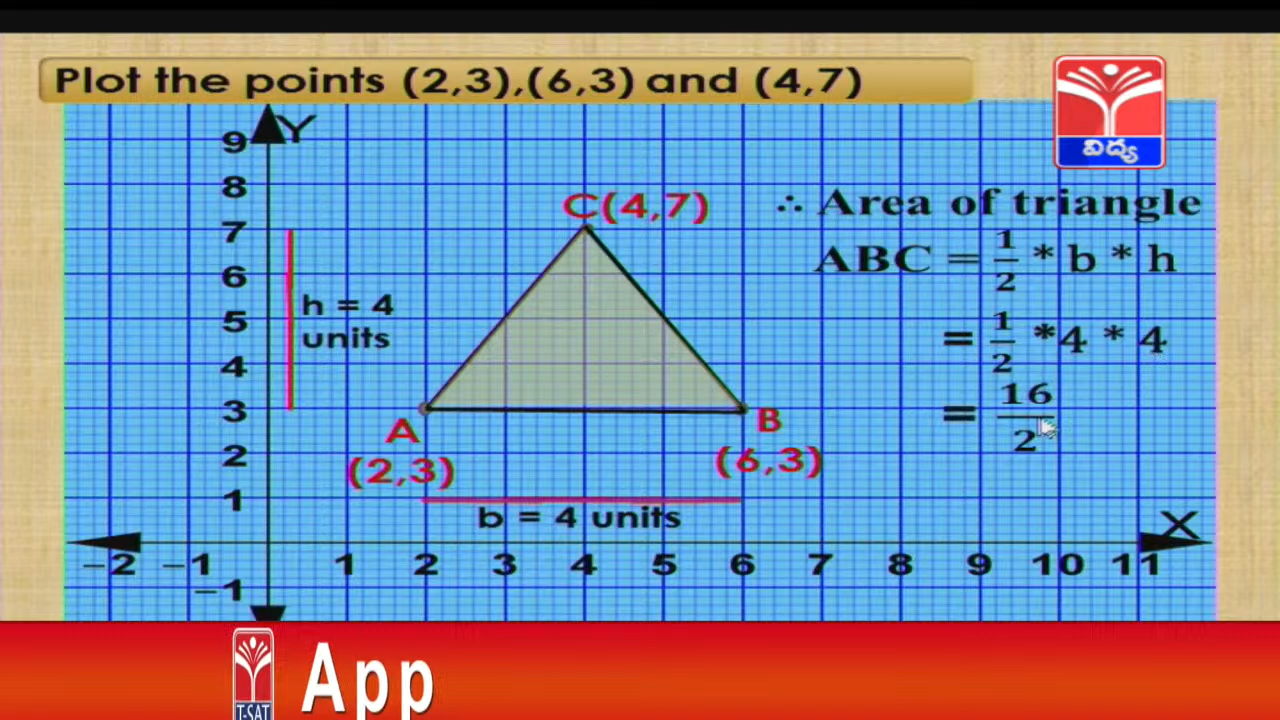 Plot the points (2,3),(6,3) and (4,7)
విద్య
Y
9
8
7
6
5
4
3
2
1
−1
C(4,7)
h = 4
units
A
(2,3)
B
(6,3)
b = 4 units
X
−2 −1 1 2 3 4 5 6 7 8 9 10 11
∴ Area of triangle
ABC = 1/2 * b * h
= 1/2 *4 * 4
= 16/2
T-SAT
App